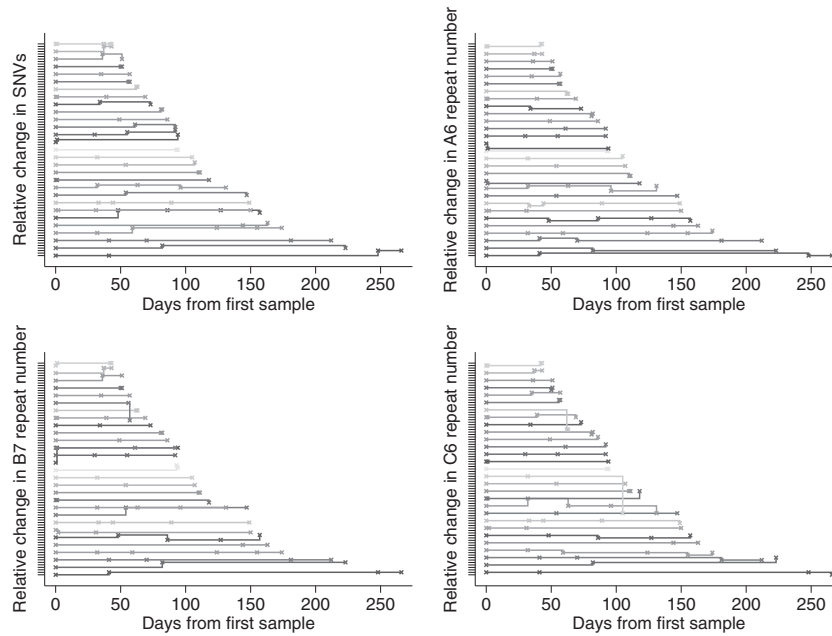 Relative change in SNVs
0 50 100 150 200 250
Days from first sample
Relative change in A6 repeat number
0 50 100 150 200 250
Days from first sample
Relative change in B7 repeat number
0 50 100 150 200 250
Days from first sample
Relative change in C6 repeat number
0 50 100 150 200 250
Days from first sample